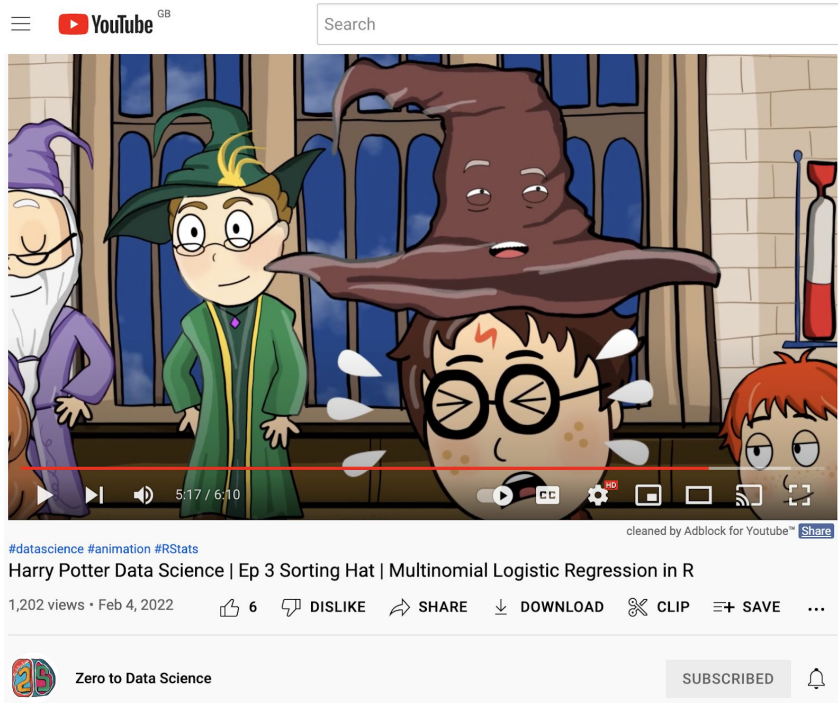 YouTube GB
Search
5:17 / 6:10
CC
HD
cleaned by Adblock for Youtube™ Share
#datascience #animation #RStats
Harry Potter Data Science | Ep 3 Sorting Hat | Multinomial Logistic Regression in R
1,202 views • Feb 4, 2022 6 DISLIKE SHARE DOWNLOAD CLIP SAVE ...
Zero to Data Science SUBSCRIBED